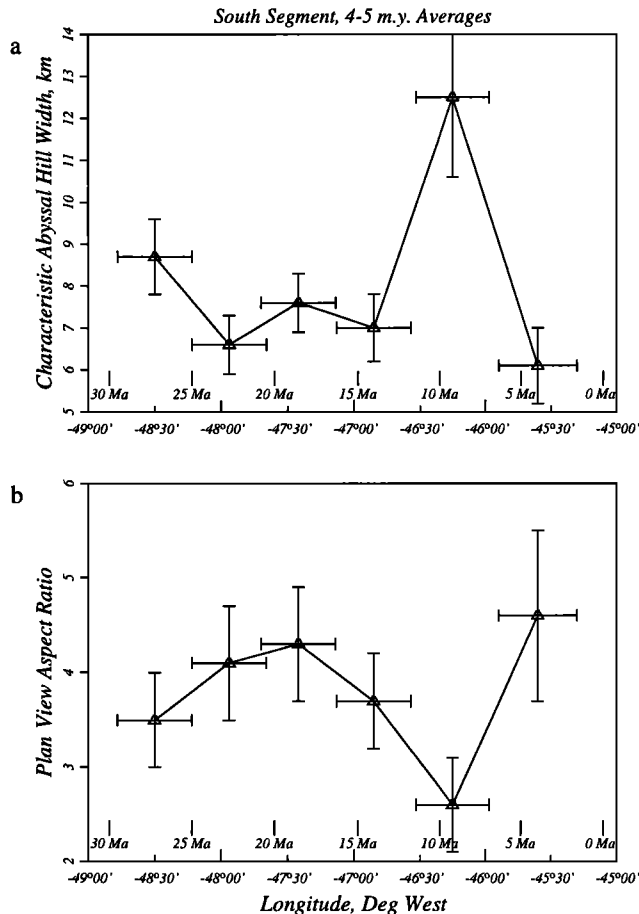 South Segment, 4-5 m.y. Averages
a
Characteristic Abyssal Hill Width, km
14
13
12
11
10
9
8
7
6
5
30 Ma 25 Ma 20 Ma 15 Ma 10 Ma 5 Ma 0 Ma
-49°00' -48°30' -48°00' -47°30' -47°00' -46°30' -46°00' -45°30' -45°00'
b
Plan View Aspect Ratio
6
5
4
3
2
30 Ma 25 Ma 20 Ma 15 Ma 10 Ma 5 Ma 0 Ma
-49°00' -48°30' -48°00' -47°30' -47°00' -46°30' -46°00' -45°30' -45°00'
Longitude, Deg West